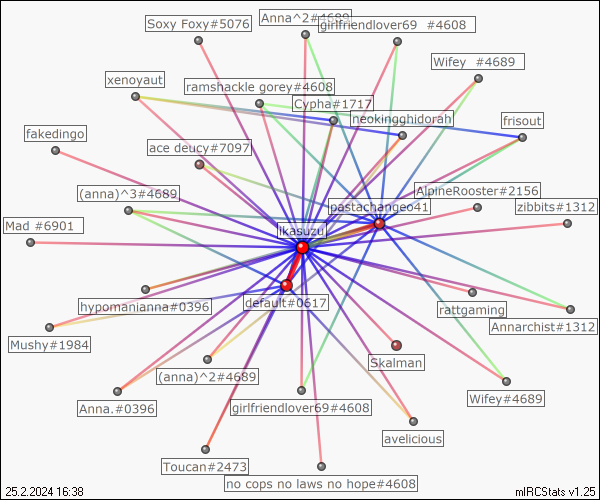 Soxy Foxy#5076
Anna^2#4689
girlfriendlover69 #4608
Wifey #4689
xenoyaut
ramshackle gorey#4608
Cypha#1717
neokingghidorah
frisout
fakedingo
ace deucy#7097
(anna)^3#4689
AlpineRooster#2156
pastachangeo41
zibbits#1312
Mad #6901
ikasuzu
default#0617
hypomanianna#0396
rattgaming
Annarchist#1312
Mushy#1984
Skalman
(anna)^2#4689
Anna.#0396
girlfriendlover69#4608
Wifey#4689
avelicious
Toucan#2473
no cops no laws no hope#4608
25.2.2024 16:38
mIRCStats v1.25